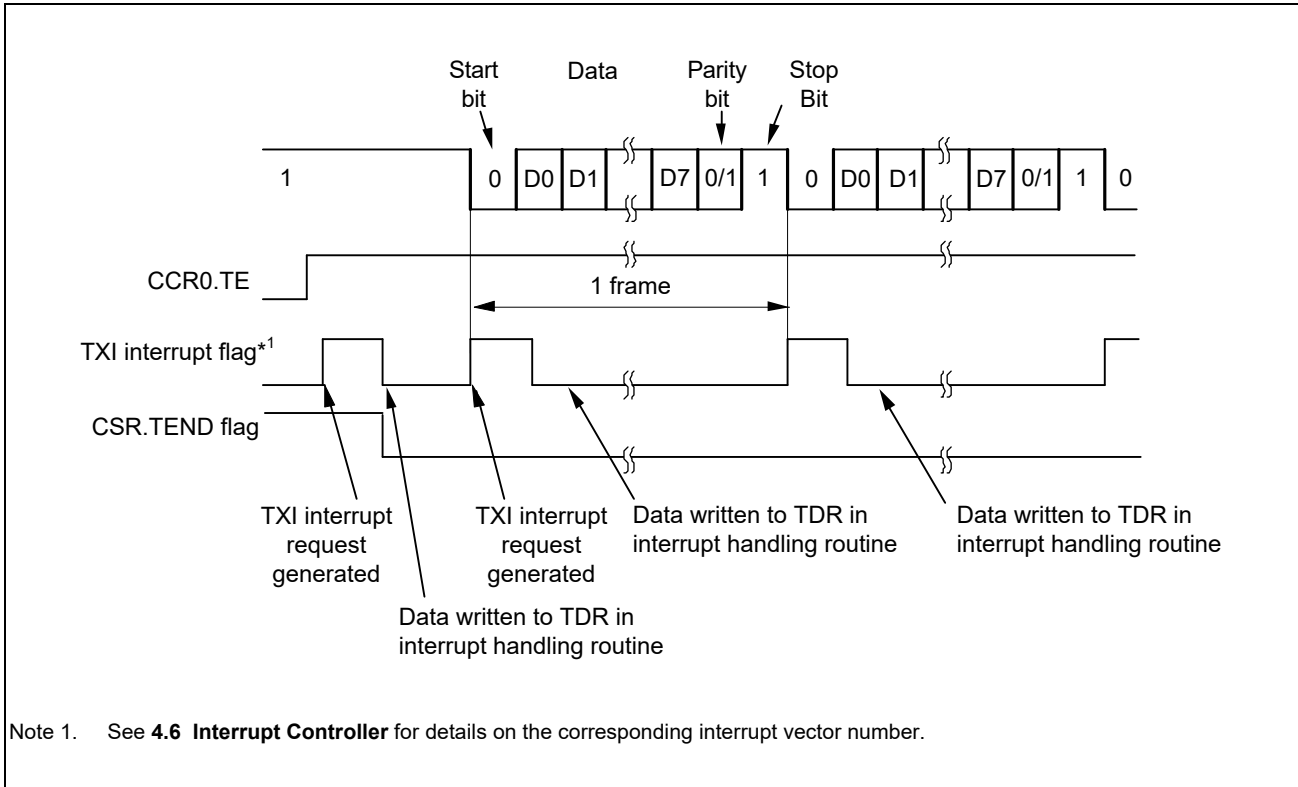 Start
bit
Data
Parity
bit
Stop
Bit
1
0 D0 D1 D7 0/1 1 0 D0 D1 D7 0/1 1 0
CCR0.TE
1 frame
TXI interrupt flag*1
CSR.TEND flag
TXI interrupt
request
generated
TXI interrupt
request
generated
Data written to TDR in
interrupt handling routine
Data written to TDR in
interrupt handling routine
Data written to TDR in
interrupt handling routine
Note 1. See 4.6 Interrupt Controller for details on the corresponding interrupt vector number.